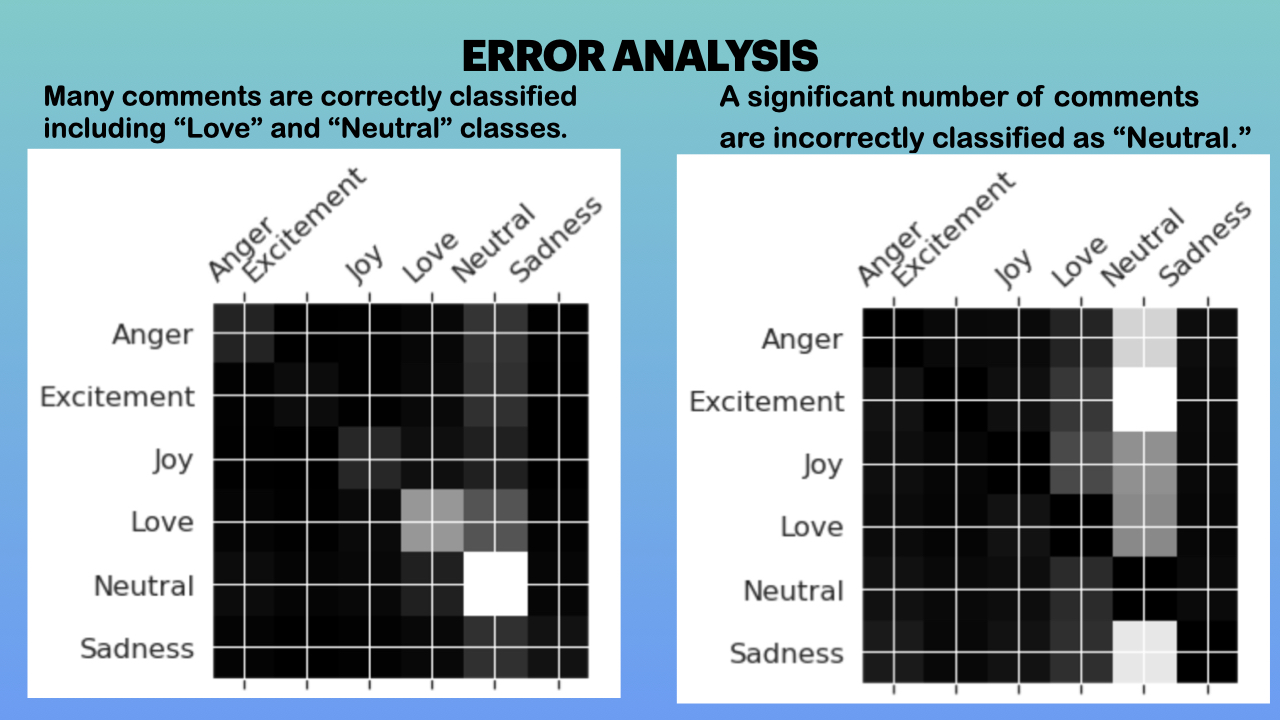 ERROR ANALYSIS
Many comments are correctly classified
including “Love” and “Neutral” classes.
A significant number of comments
are incorrectly classified as “Neutral.”
Anger
Excitement
Joy
Love
Neutral
Sadness
Anger
Excitement
Joy
Love
Neutral
Sadness
Anger
Excitement
Joy
Love
Neutral
Sadness
Anger
Excitement
Joy
Love
Neutral
Sadness